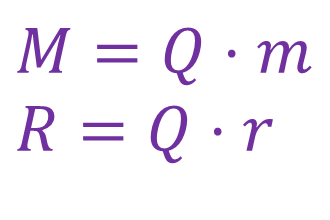 M = Q · m
R = Q · r